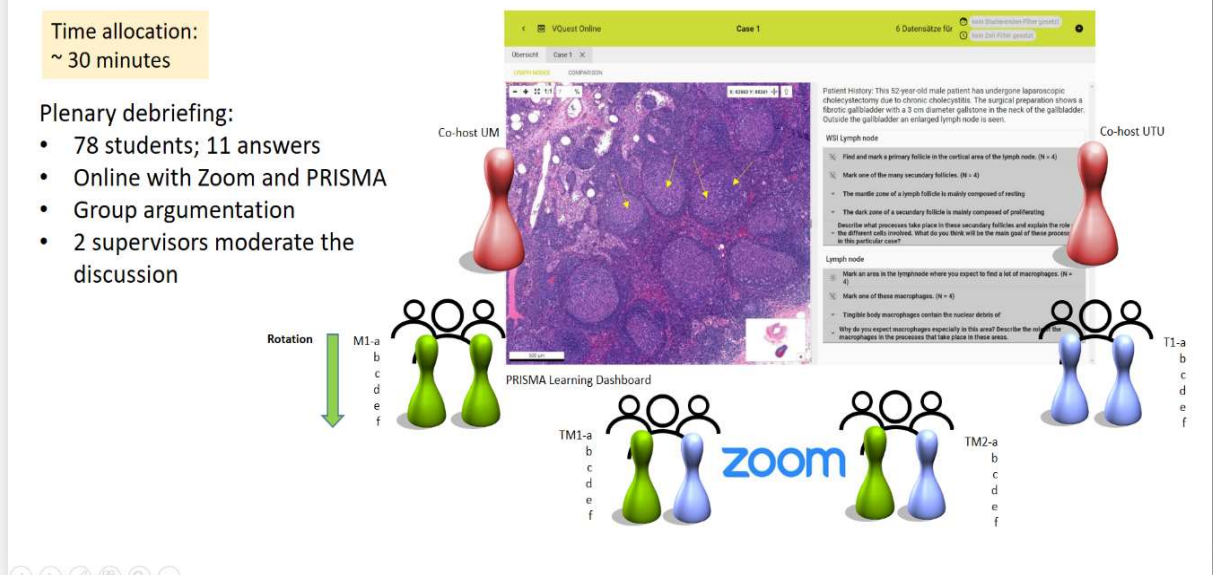 Time allocation:
~ 30 minutes
Plenary debriefing:
• 78 students; 11 answers
• Online with Zoom and PRISMA
• Group argumentation
• 2 supervisors moderate the
discussion
VQuest Online
Case 1
6 Datensätze für
kein Studierenden-Filter gesetzt
kein Zeit-Filter gesetzt
Übersicht
Case 1 X
LYMPH NODES
COMPARISON
1:1
%
500 µm
Patient History: This 52-year-old male patient has undergone laparoscopic
cholecystectomy due to chronic cholecystitis. The surgical preparation shows a
fibrotic gallbladder with a 3 cm diameter gallstone in the neck of the gallbladder.
Outside the gallbladder an enlarged lymph node is seen.
WSI Lymph node
Find and mark a primary follicle in the cortical area of the lymph node. (N = 4)
Mark one of the many secundary follicles. (N = 4)
The mantle zone of a lymph follicle is mainly composed of resting
The dark zone of a secundary follicle is mainly composed of proliferating
Describe what processes take place in these secundary follicles and explain the role
the different cells involved. What do you think will be the main goal of these process
in this particular case?
Lymph node
Mark an area in the lymphnode where you expect to find a lot of macrophages. (N =
4)
Mark one of these macrophages. (N = 4)
Tingible body macrophages contain the nuclear debris of
Why do you expect macrophages especially in this area? Describe the role of the
macrophages in the processes that take place in these areas.
Co-host UM
Co-host UTU
Rotation
M1-a
b
c
d
e
f
PRISMA Learning Dashboard
T1-a
b
c
d
e
f
TM1-a
b
c
d
e
f
zoom
TM2-a
b
c
d
e
f